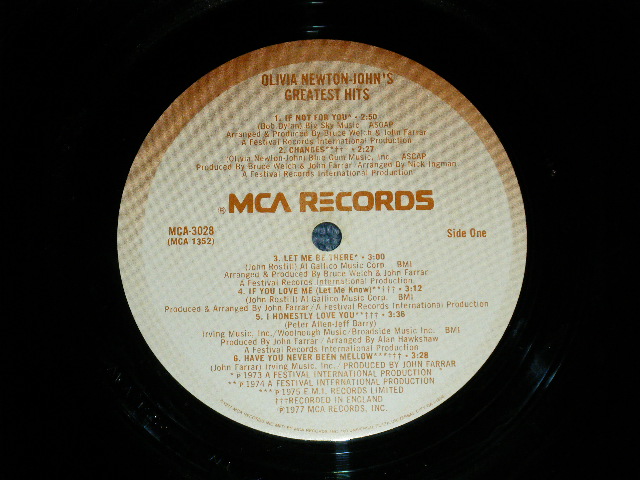 OLIVIA NEWTON-JOHN'S
GREATEST HITS
1. IF NOT FOR YOU* • 2:50
(Bob Dylan) Big Sky Music ASCAP
Arranged & Produced By Bruce Welch & John Farrar
A Festival Records International Production
2. CHANGES**†† • 2:27
(Olivia Newton-John) Blue Gum Music, Inc. ASCAP
Produced By Bruce Welch & John Farrar/Arranged By Nick Ingman
A Festival Records International Production
MCA RECORDS
MCA-3028
(MCA 1352)
Side One
3. LET ME BE THERE* • 3:00
(John Rostill) Al Gallico Music Corp. BMI
Arranged & Produced By Bruce Welch & John Farrar
A Festival Records International Production
4. IF YOU LOVE ME (Let Me Know)**††† • 3:12
(John Rostill) Al Gallico Music Corp. BMI
Produced & Arranged By John Farrar/A Festival Records International Production
5. I HONESTLY LOVE YOU**††† • 3:36
(Peter Allen-Jeff Barry)
Irving Music, Inc./Woolnough Music-Broadside Music Inc. BMI
Produced By John Farrar/Arranged By Alan Hawkshaw
A Festival Records International Production
6. HAVE YOU NEVER BEEN MELLOW***††† • 3:28
(John Farrar) Irving Music, Inc./PRODUCED BY JOHN FARRAR
* ℗ 1973 A FESTIVAL INTERNATIONAL PRODUCTION
** ℗ 1974 A FESTIVAL INTERNATIONAL PRODUCTION
*** ℗ 1975 E.M.I. RECORDS LIMITED
†††RECORDED IN ENGLAND
℗ 1977 MCA RECORDS, INC.